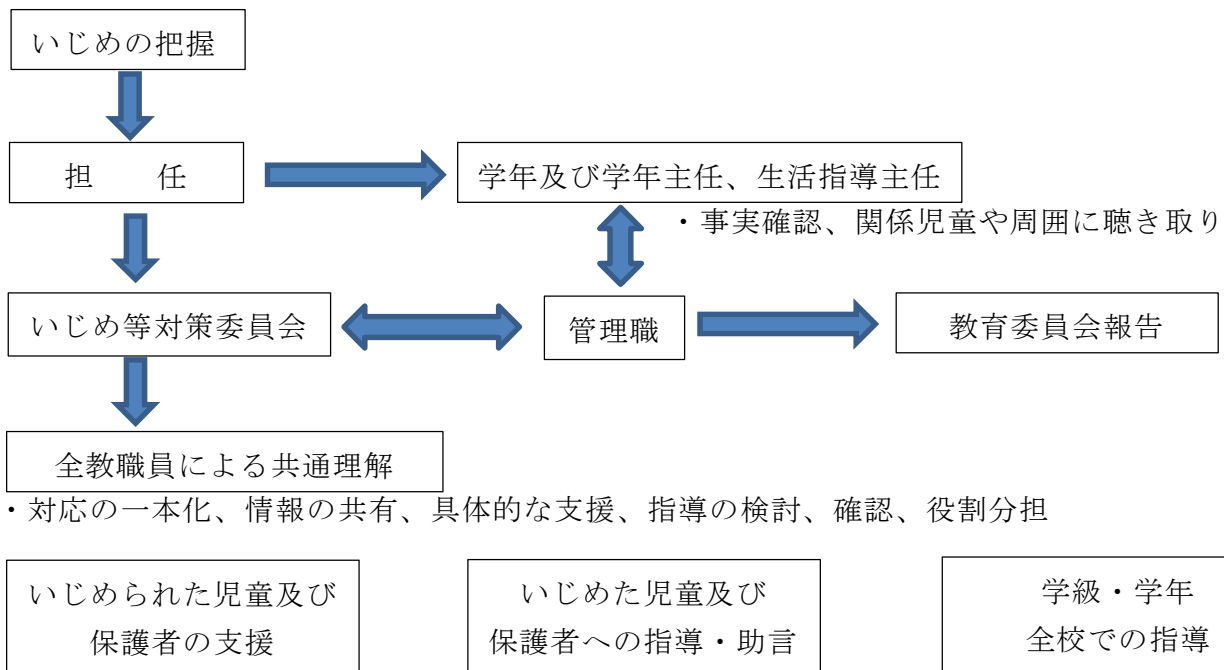 いじめの把握
担　　任
学年及び学年主任、生活指導主任
・事実確認、関係児童や周囲に聴き取り
いじめ等対策委員会
管理職
教育委員会報告
全教職員による共通理解
・対応の一本化、情報の共有、具体的な支援、指導の検討、確認、役割分担
いじめられた児童及び
保護者の支援
いじめた児童及び
保護者への指導・助言
学級・学年
全校での指導